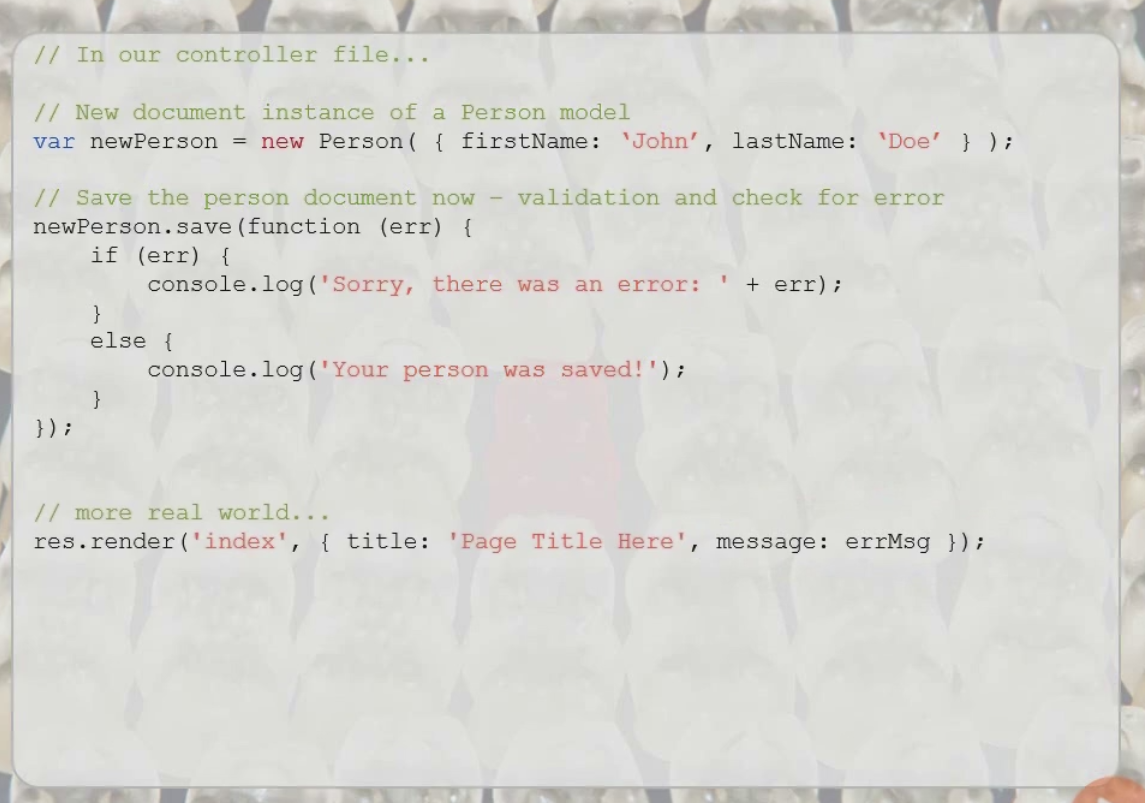 // In our controller file...
// New document instance of a Person model
var newPerson = new Person( { firstName: ‘John’, lastName: ‘Doe’ } );
// Save the person document now – validation and check for error
newPerson.save(function (err) {
    if (err) {
        console.log('Sorry, there was an error: ' + err);
    }
    else {
        console.log('Your person was saved!');
    }
});
// more real world...
res.render('index', { title: 'Page Title Here', message: errMsg });